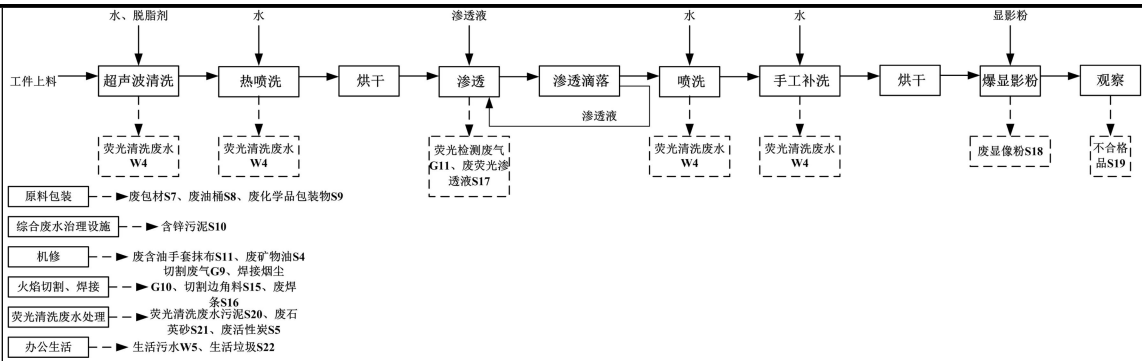 水、脱脂剂
水
渗透液
水
水
显影粉
工件上料
超声波清洗
热喷洗
烘干
渗透
渗透滴落
喷洗
手工补洗
烘干
爆显影粉
观察
渗透液
荧光清洗废水
W4
荧光清洗废水
W4
荧光检测废气
G11、废荧光渗
透液S17
荧光清洗废水
W4
荧光清洗废水
W4
废显像粉S18
不合格
品S19
原料包装
废包材S7、废油桶S8、废化学品包装物S9
综合废水治理设施
含锌污泥S10
机修
废含油手套抹布S11、废矿物油S4
火焰切割、焊接
切割废气G9、焊接烟尘
G10、切割边角料S15、废焊
条S16
荧光清洗废水处理
荧光清洗废水污泥S20、废石
英砂S21、废活性炭S5
办公生活
生活污水W5、生活垃圾S22